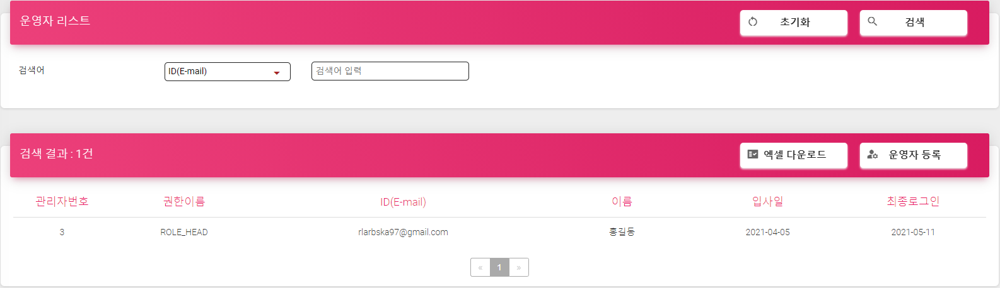 운영자 리스트
초기화
검색
검색어
ID(E-mail)
검색어 입력
검색 결과 : 1건
엑셀 다운로드
운영자 등록
관리자번호 권한이름 ID(E-mail) 이름 입사일 최종로그인
3 ROLE_HEAD rlarbska97@gmail.com 홍길동 2021-04-05 2021-05-11
« 1 »